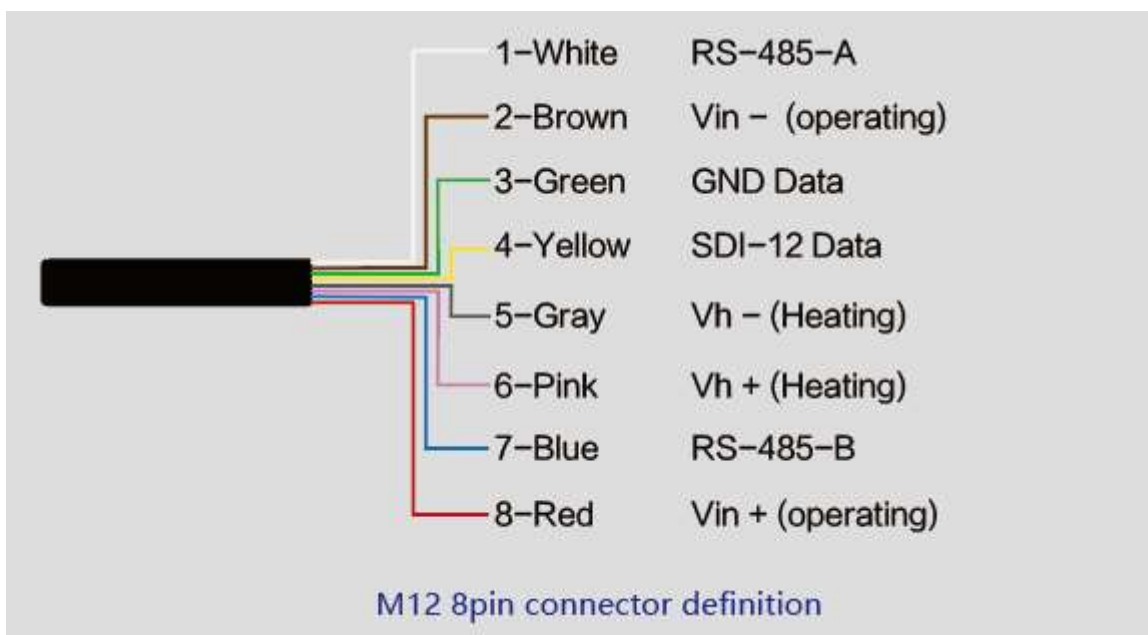 1-White RS-485-A
2-Brown Vin - (operating)
3-Green GND Data
4-Yellow SDI-12 Data
5-Gray Vh - (Heating)
6-Pink Vh + (Heating)
7-Blue RS-485-B
8-Red Vin + (operating)
M12 8pin connector definition